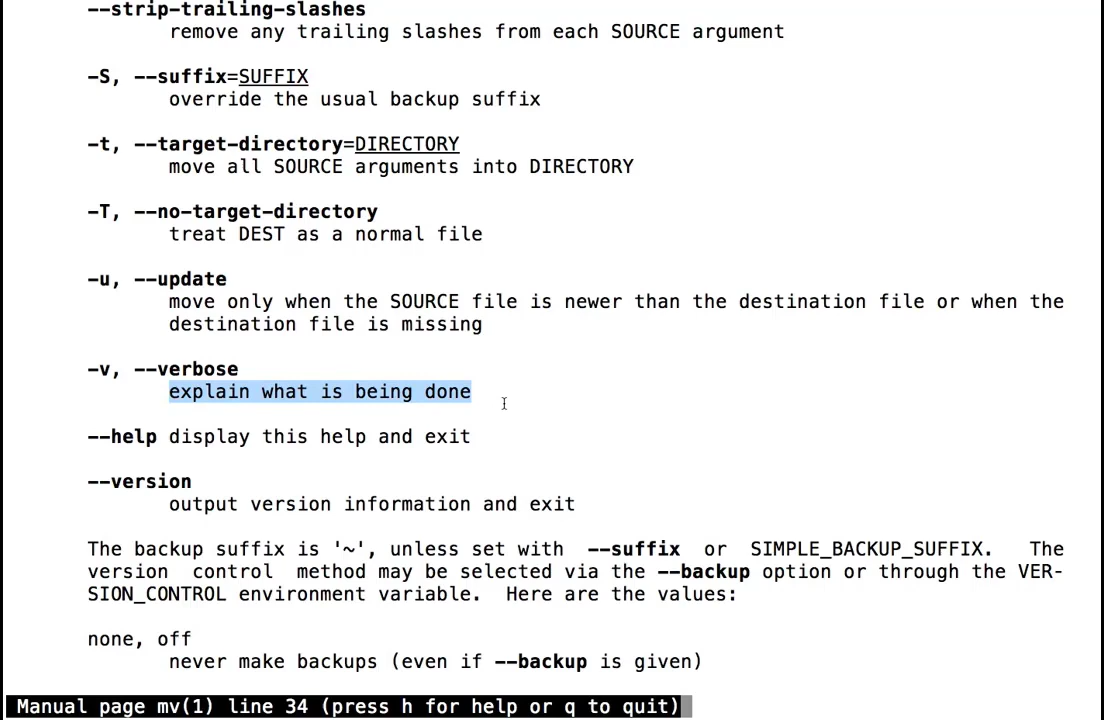 --strip-trailing-slashes
remove any trailing slashes from each SOURCE argument
-S, --suffix=SUFFIX
override the usual backup suffix
-t, --target-directory=DIRECTORY
move all SOURCE arguments into DIRECTORY
-T, --no-target-directory
treat DEST as a normal file
-u, --update
move only when the SOURCE file is newer than the destination file or when the
destination file is missing
-v, --verbose
explain what is being done
--help display this help and exit
--version
output version information and exit
The backup suffix is '~', unless set with --suffix or SIMPLE_BACKUP_SUFFIX. The
version control method may be selected via the --backup option or through the VER-
SION_CONTROL environment variable. Here are the values:
none, off
never make backups (even if --backup is given)
Manual page mv(1) line 34 (press h for help or q to quit)